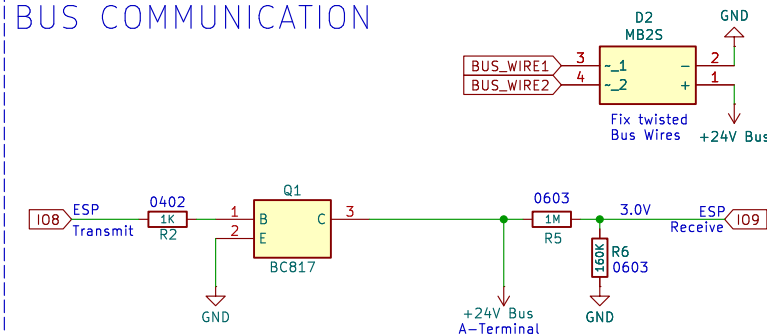 BUS COMMUNICATION
D2
MB2S
GND
BUS_WIRE1
3
~_1
-
2
BUS_WIRE2
4
~_2
+
1
Fix twisted
Bus Wires
+24V Bus
Q1
0402
0603
IO8
ESP
1K
1
B
C
3
1M
3.0V
ESP
IO9
Transmit
R2
2
E
R5
Receive
BC817
160K
R6
0603
GND
+24V Bus
A-Terminal
GND